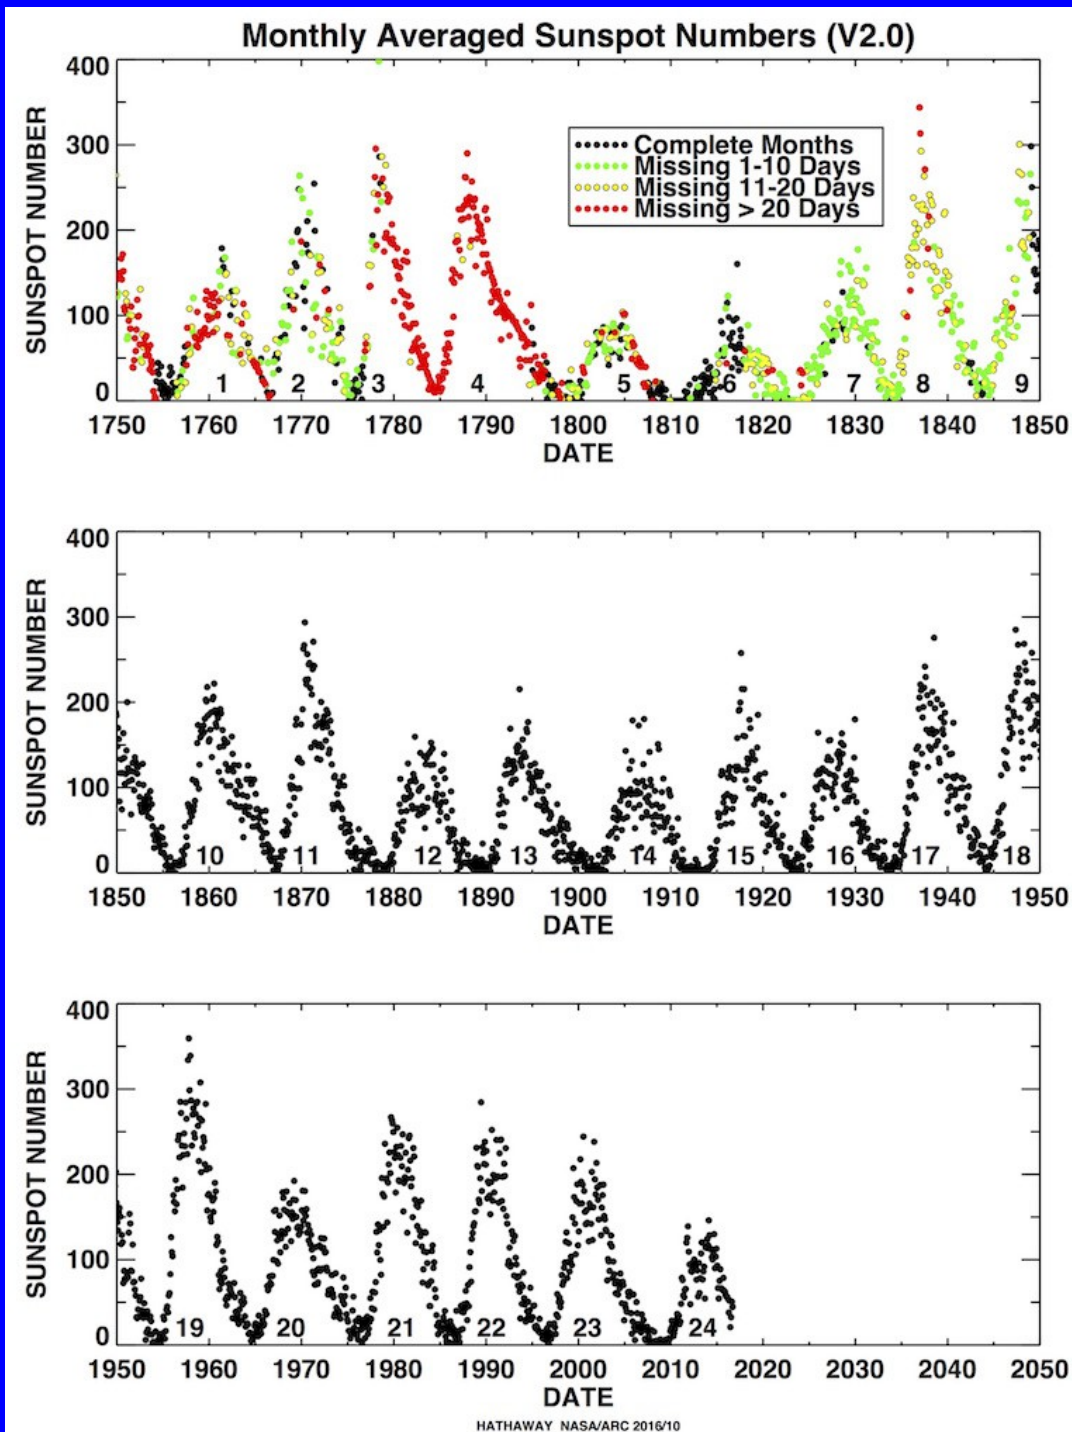 Monthly Averaged Sunspot Numbers (V2.0)
400
300
200
100
0
SUNSPOT NUMBER
Complete Months
Missing 1-10 Days
Missing 11-20 Days
Missing > 20 Days
1 2 3 4 5 6 7 8 9
1750 1760 1770 1780 1790 1800 1810 1820 1830 1840 1850
DATE
400
300
200
100
0
SUNSPOT NUMBER
10 11 12 13 14 15 16 17 18
1850 1860 1870 1880 1890 1900 1910 1920 1930 1940 1950
DATE
400
300
200
100
0
SUNSPOT NUMBER
19 20 21 22 23 24
1950 1960 1970 1980 1990 2000 2010 2020 2030 2040 2050
DATE
HATHAWAY NASA/ARC 2016/10